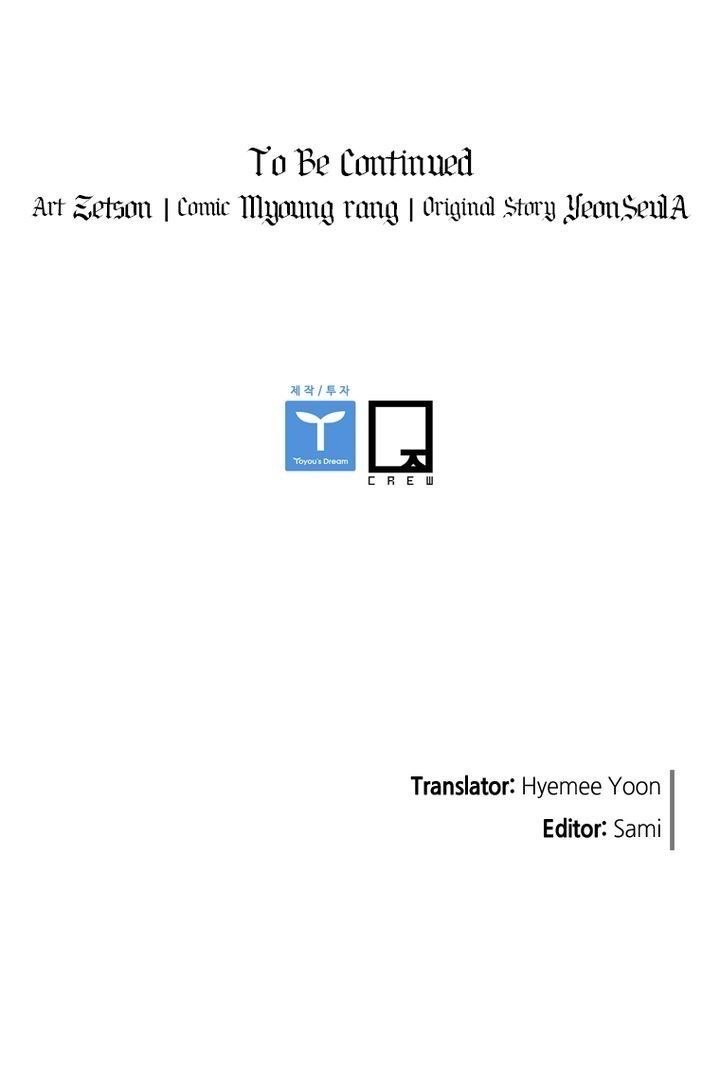 To Be Continued
Art Zetson | Comic Myoung rang | Original Story YeonSeulA
제작/투자
Toyou's Dream
CREW
Translator: Hyemee Yoon
Editor: Sami